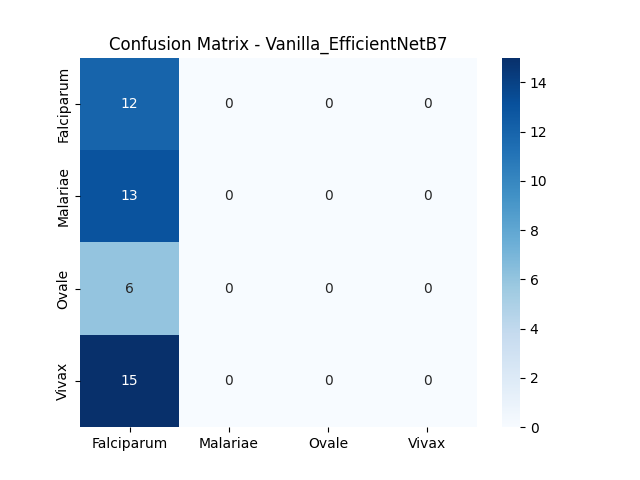 Confusion Matrix - Vanilla_EfficientNetB7
Falciparum 12 0 0 0
Malariae 13 0 0 0
Ovale 6 0 0 0
Vivax 15 0 0 0
Falciparum Malariae Ovale Vivax
14
12
10
8
6
4
2
0